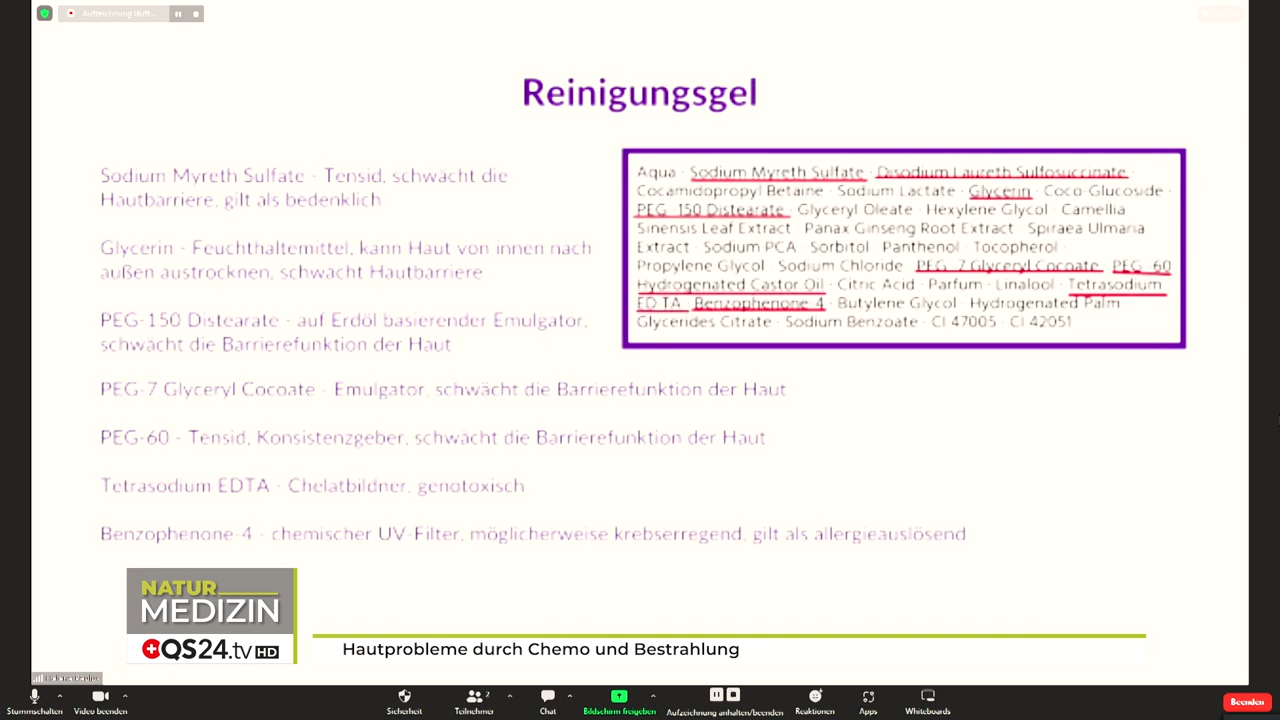 Aufzeichnung läuft...
Reinigungsgel
Sodium Myreth Sulfate - Tensid, schwächt die
Hautbarriere, gilt als bedenklich
Glycerin - Feuchthaltemittel, kann Haut von innen nach
außen austrocknen, schwächt Hautbarriere
PEG-150 Distearate - auf Erdöl basierender Emulgator,
schwächt die Barrierefunktion der Haut
PEG-7 Glyceryl Cocoate - Emulgator, schwächt die Barrierefunktion der Haut
PEG-60 - Tensid, Konsistenzgeber, schwächt die Barrierefunktion der Haut
Tetrasodium EDTA - Chelatbildner, genotoxisch
Benzophenone-4 - chemischer UV-Filter, möglicherweise krebserregend, gilt als allergieauslösend
Aqua · Sodium Myreth Sulfate · Disodium Laureth Sulfosuccinate ·
Cocamidopropyl Betaine · Sodium Lactate · Glycerin · Coco-Glucoside ·
PEG-150 Distearate · Glyceryl Oleate · Hexylene Glycol · Camellia
Sinensis Leaf Extract · Panax Ginseng Root Extract · Spiraea Ulmaria
Extract · Sodium PCA · Sorbitol · Panthenol · Tocopherol ·
Propylene Glycol · Sodium Chloride · PEG-7 Glyceryl Cocoate · PEG-60
Hydrogenated Castor Oil · Citric Acid · Parfum · Linalool · Tetrasodium
EDTA · Benzophenone-4 · Butylene Glycol · Hydrogenated Palm
Glycerides Citrate · Sodium Benzoate · CI 47005 · CI 42051
NATUR
MEDIZIN
QS24.tv HD
Hautprobleme durch Chemo und Bestrahlung
Stummschalten
Video beenden
Sicherheit
Teilnehmer
2
Chat
Bildschirm freigeben
Aufzeichnung anhalten/beenden
Reaktionen
Apps
Whiteboards
Beenden